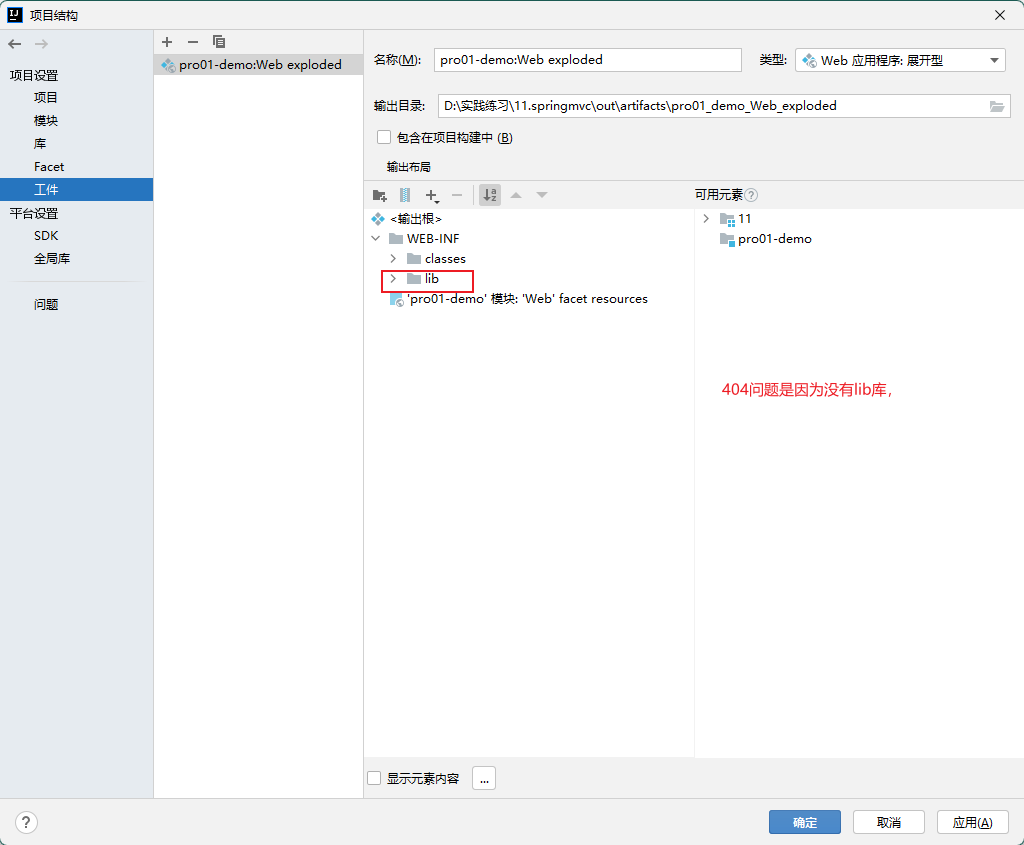 项目结构
项目设置
项目
模块
库
Facet
工件
平台设置
SDK
全局库
问题
pro01-demo:Web exploded
名称(M): pro01-demo:Web exploded 类型: Web 应用程序: 展开型
输出目录: D:\实践练习\11.springmvc\out\artifacts\pro01_demo_Web_exploded
包含在项目构建中 (B)
输出布局
可用元素
<输出根>
WEB-INF
classes
lib
'pro01-demo' 模块: 'Web' facet resources
11
pro01-demo
404问题是因为没有lib库，
显示元素内容 ...
? 确定 取消 应用(A)